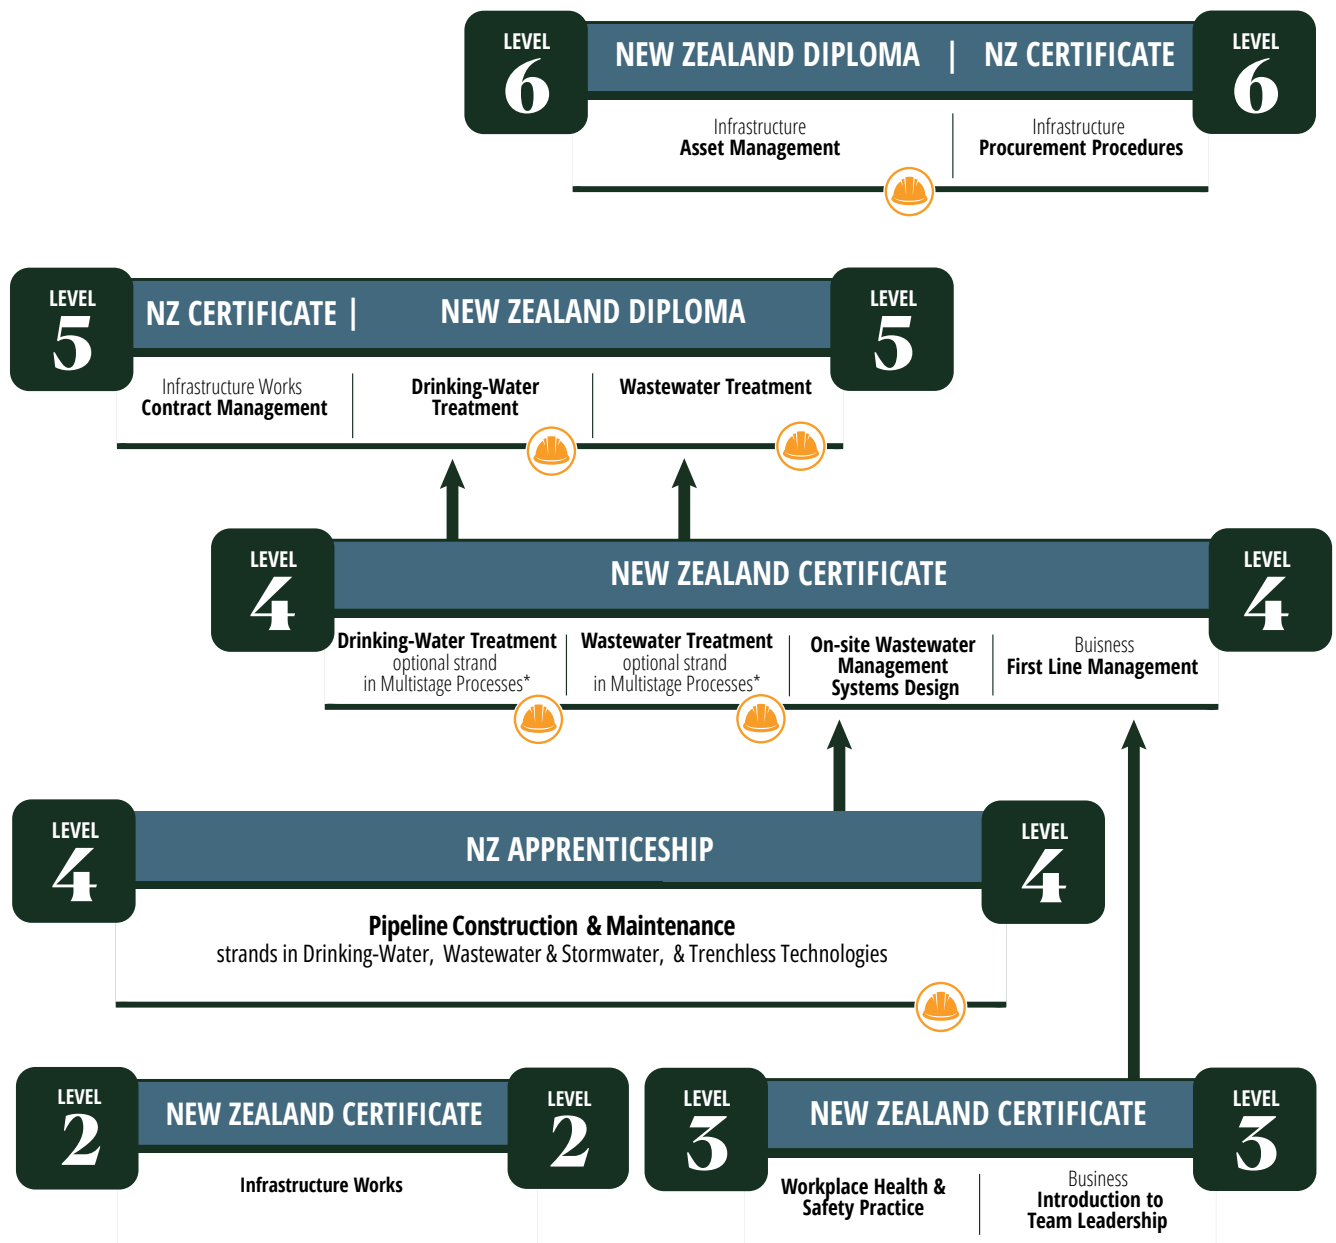 LEVEL
6
NEW ZEALAND DIPLOMA | NZ CERTIFICATE
LEVEL
6
Infrastructure
Asset Management
Infrastructure
Procurement Procedures
LEVEL
5
NZ CERTIFICATE | NEW ZEALAND DIPLOMA
LEVEL
5
Infrastructure Works
Contract Management
Drinking-Water
Treatment
Wastewater Treatment
LEVEL
4
NEW ZEALAND CERTIFICATE
LEVEL
4
Drinking-Water Treatment
optional strand
in Multistage Processes*
Wastewater Treatment
optional strand
in Multistage Processes*
On-site Wastewater
Management
Systems Design
Buisness
First Line Management
LEVEL
4
NZ APPRENTICESHIP
LEVEL
4
Pipeline Construction & Maintenance
strands in Drinking-Water, Wastewater & Stormwater, & Trenchless Technologies
LEVEL
2
NEW ZEALAND CERTIFICATE
LEVEL
2
Infrastructure Works
LEVEL
3
NEW ZEALAND CERTIFICATE
LEVEL
3
Workplace Health &
Safety Practice
Business
Introduction to
Team Leadership